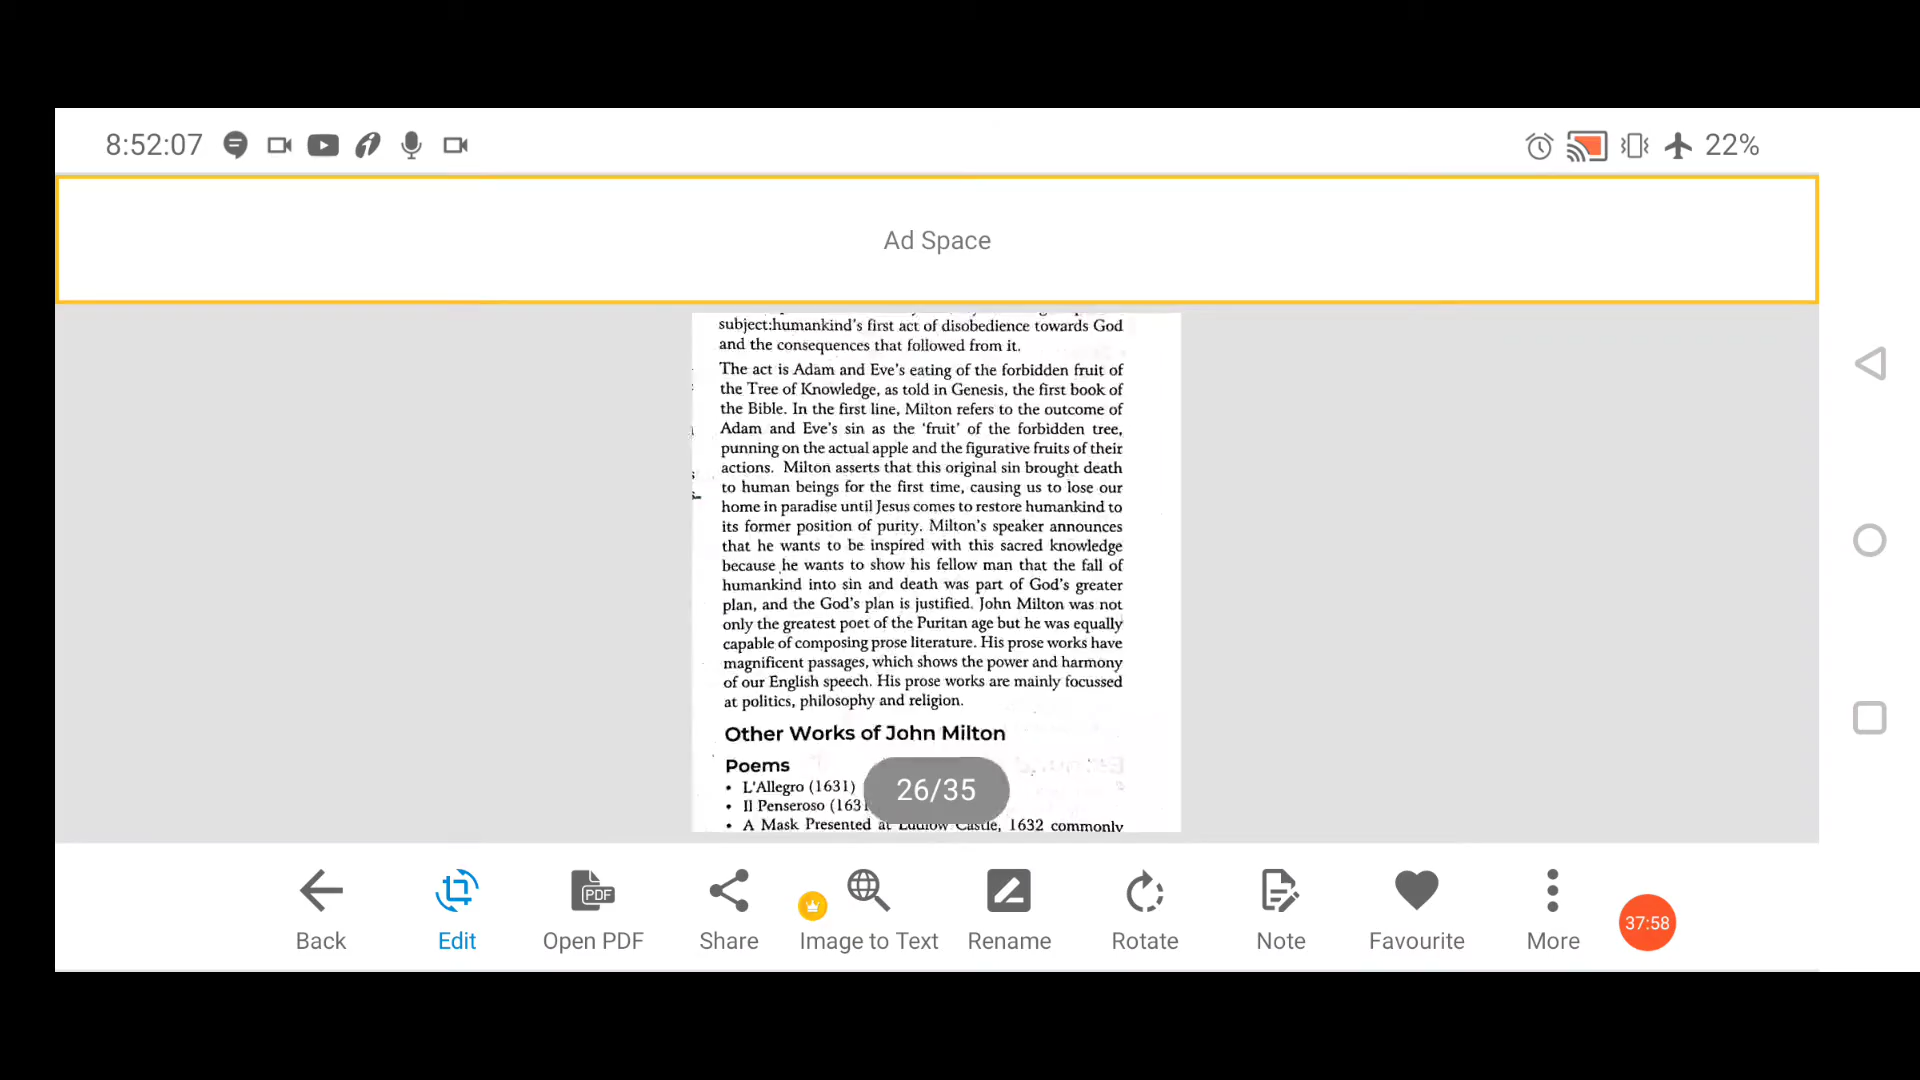 8:52:07
22%
Ad Space
subject:humankind's first act of disobedience towards God
and the consequences that followed from it.
The act is Adam and Eve's eating of the forbidden fruit of
the Tree of Knowledge, as told in Genesis, the first book of
the Bible. In the first line, Milton refers to the outcome of
Adam and Eve's sin as the 'fruit' of the forbidden tree,
punning on the actual apple and the figurative fruits of their
actions. Milton asserts that this original sin brought death
to human beings for the first time, causing us to lose our
home in paradise until Jesus comes to restore humankind to
its former position of purity. Milton's speaker announces
that he wants to be inspired with this sacred knowledge
because he wants to show his fellow man that the fall of
humankind into sin and death was part of God's greater
plan, and the God's plan is justified. John Milton was not
only the greatest poet of the Puritan age but he was equally
capable of composing prose literature. His prose works have
magnificent passages, which shows the power and harmony
of our English speech. His prose works are mainly focussed
at politics, philosophy and religion.
Other Works of John Milton
Poems
• L'Allegro (1631)
• Il Penseroso (1631
• A Mask Presented at Ludlow Castle, 1632 commonly
26/35
Back
Edit
Open PDF
Share
Image to Text
Rename
Rotate
Note
Favourite
More
37:58
PDF